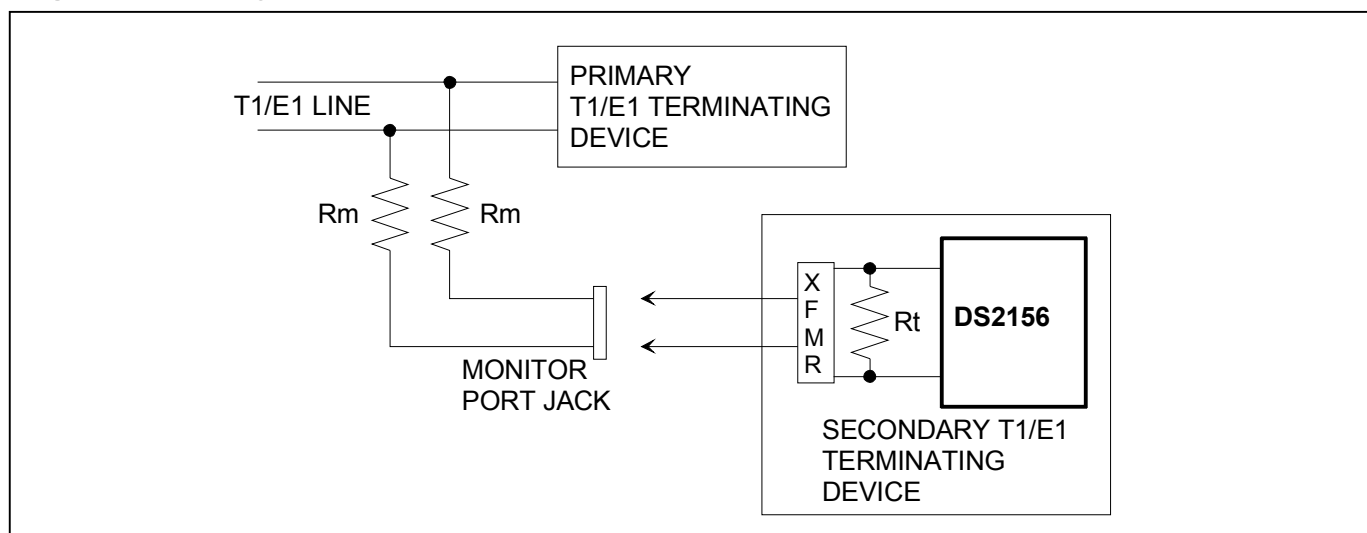 PRIMARY
T1/E1 TERMINATING
DEVICE
T1/E1 LINE
Rm
Rm
MONITOR
PORT JACK
X
F
M
R
Rt
DS2156
SECONDARY T1/E1
TERMINATING
DEVICE